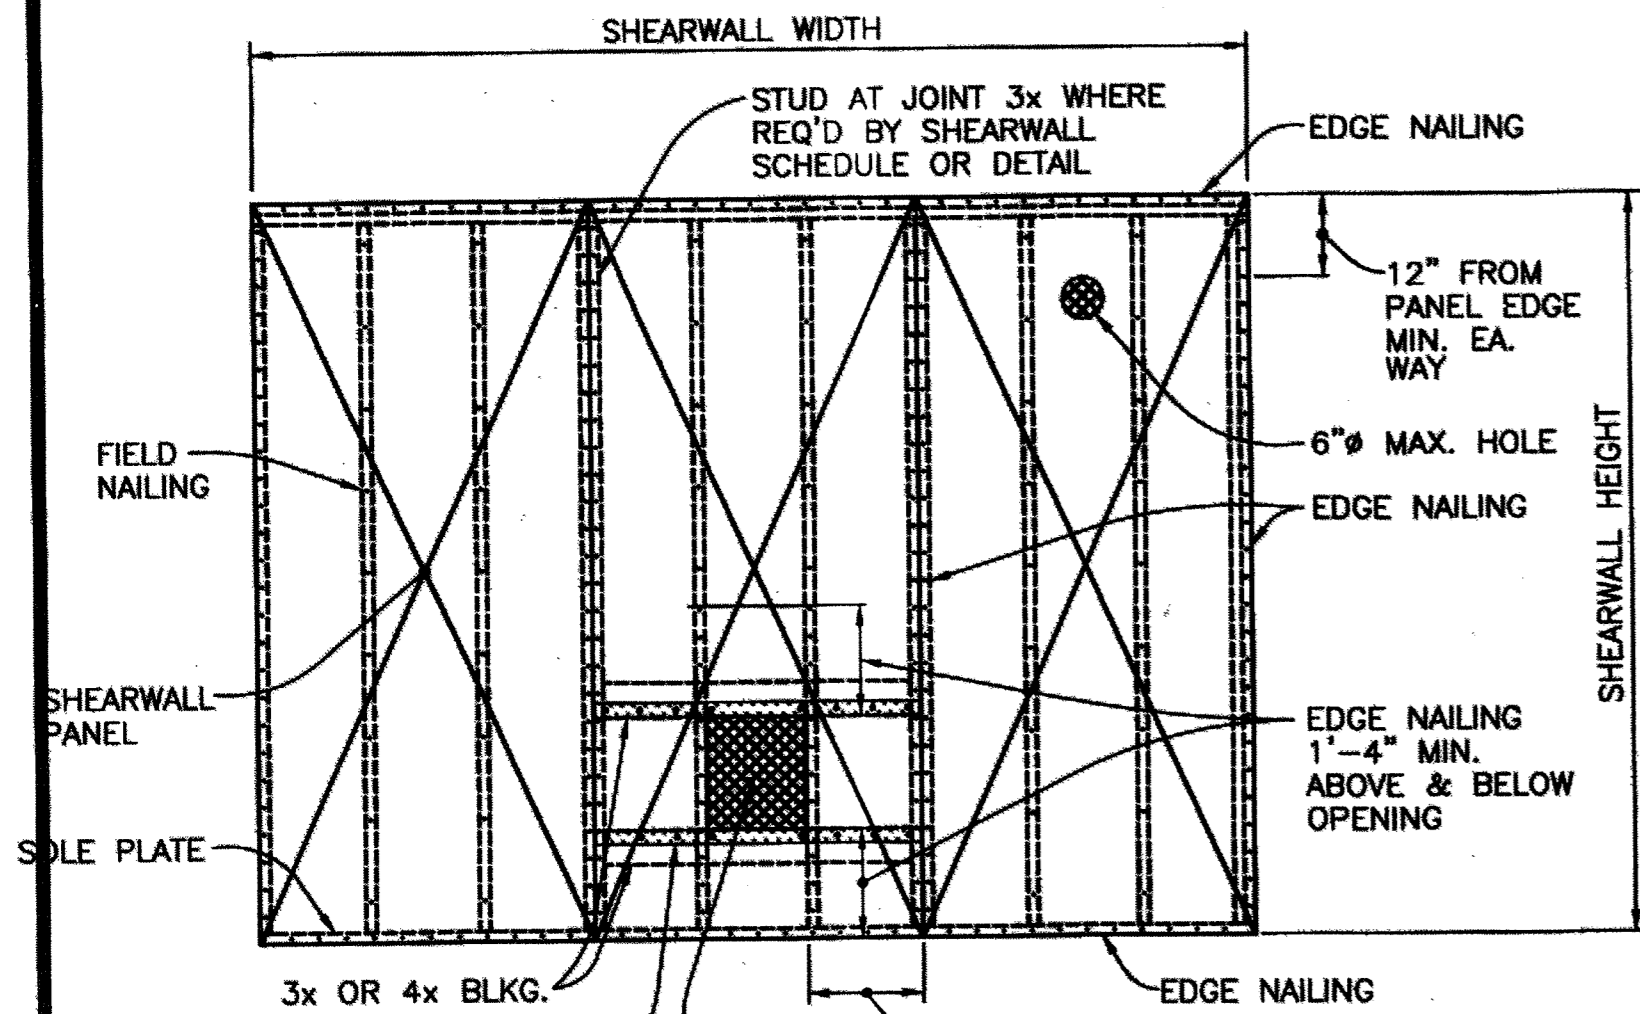 SHEARWALL WIDTH
STUD AT JOINT 3x WHERE
REQ'D BY SHEARWALL
SCHEDULE OR DETAIL
EDGE NAILING
12" FROM
PANEL EDGE
MIN. EA.
WAY
6"ø MAX. HOLE
FIELD
NAILING
EDGE NAILING
SHEARWALL HEIGHT
SHEARWALL
PANEL
EDGE NAILING
1'-4" MIN.
ABOVE & BELOW
OPENING
SOLE PLATE
3x OR 4x BLKG.
EDGE NAILING